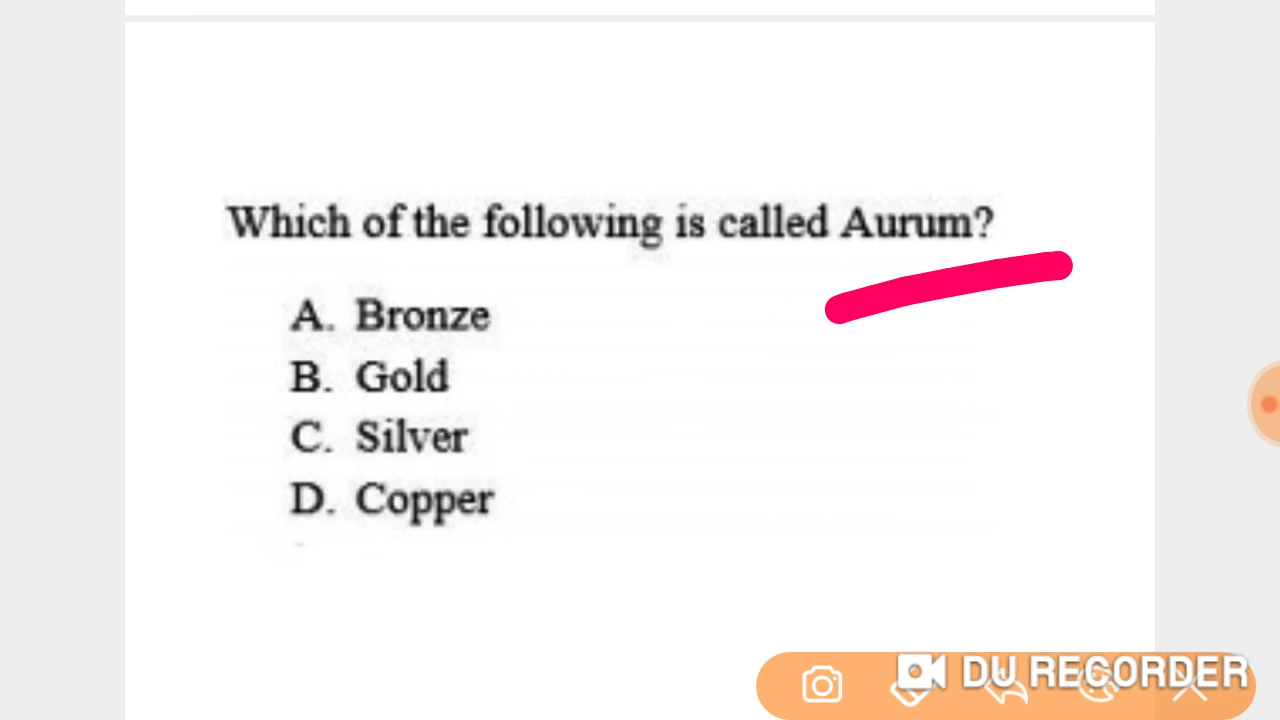 Which of the following is called Aurum?
A. Bronze
B. Gold
C. Silver
D. Copper
DU RECORDER